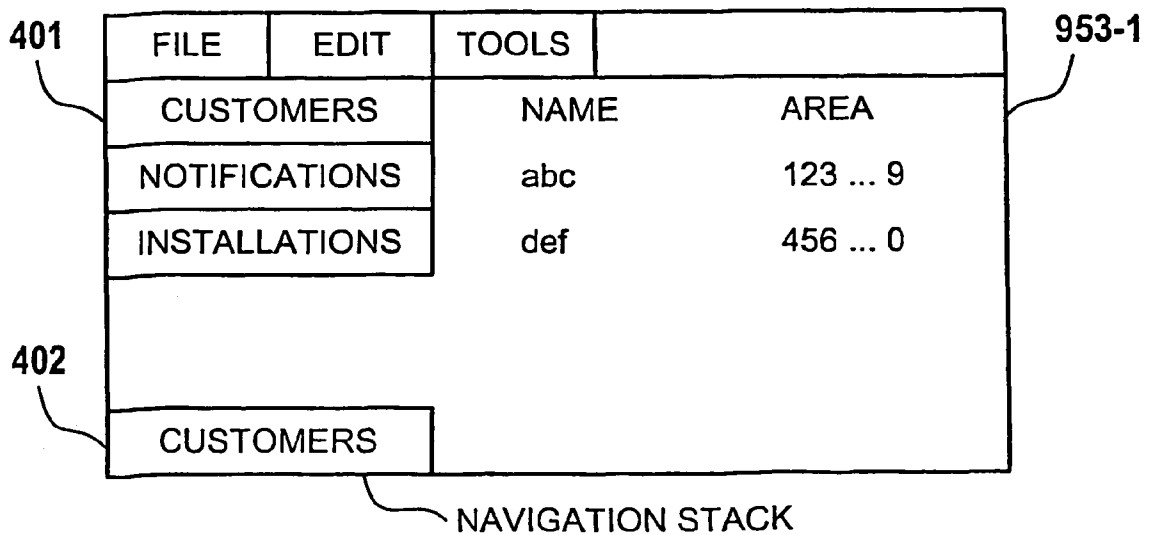 401 FILE EDIT TOOLS 953-1
CUSTOMERS NAME AREA
NOTIFICATIONS abc 123 ... 9
INSTALLATIONS def 456 ... 0
402
CUSTOMERS
NAVIGATION STACK